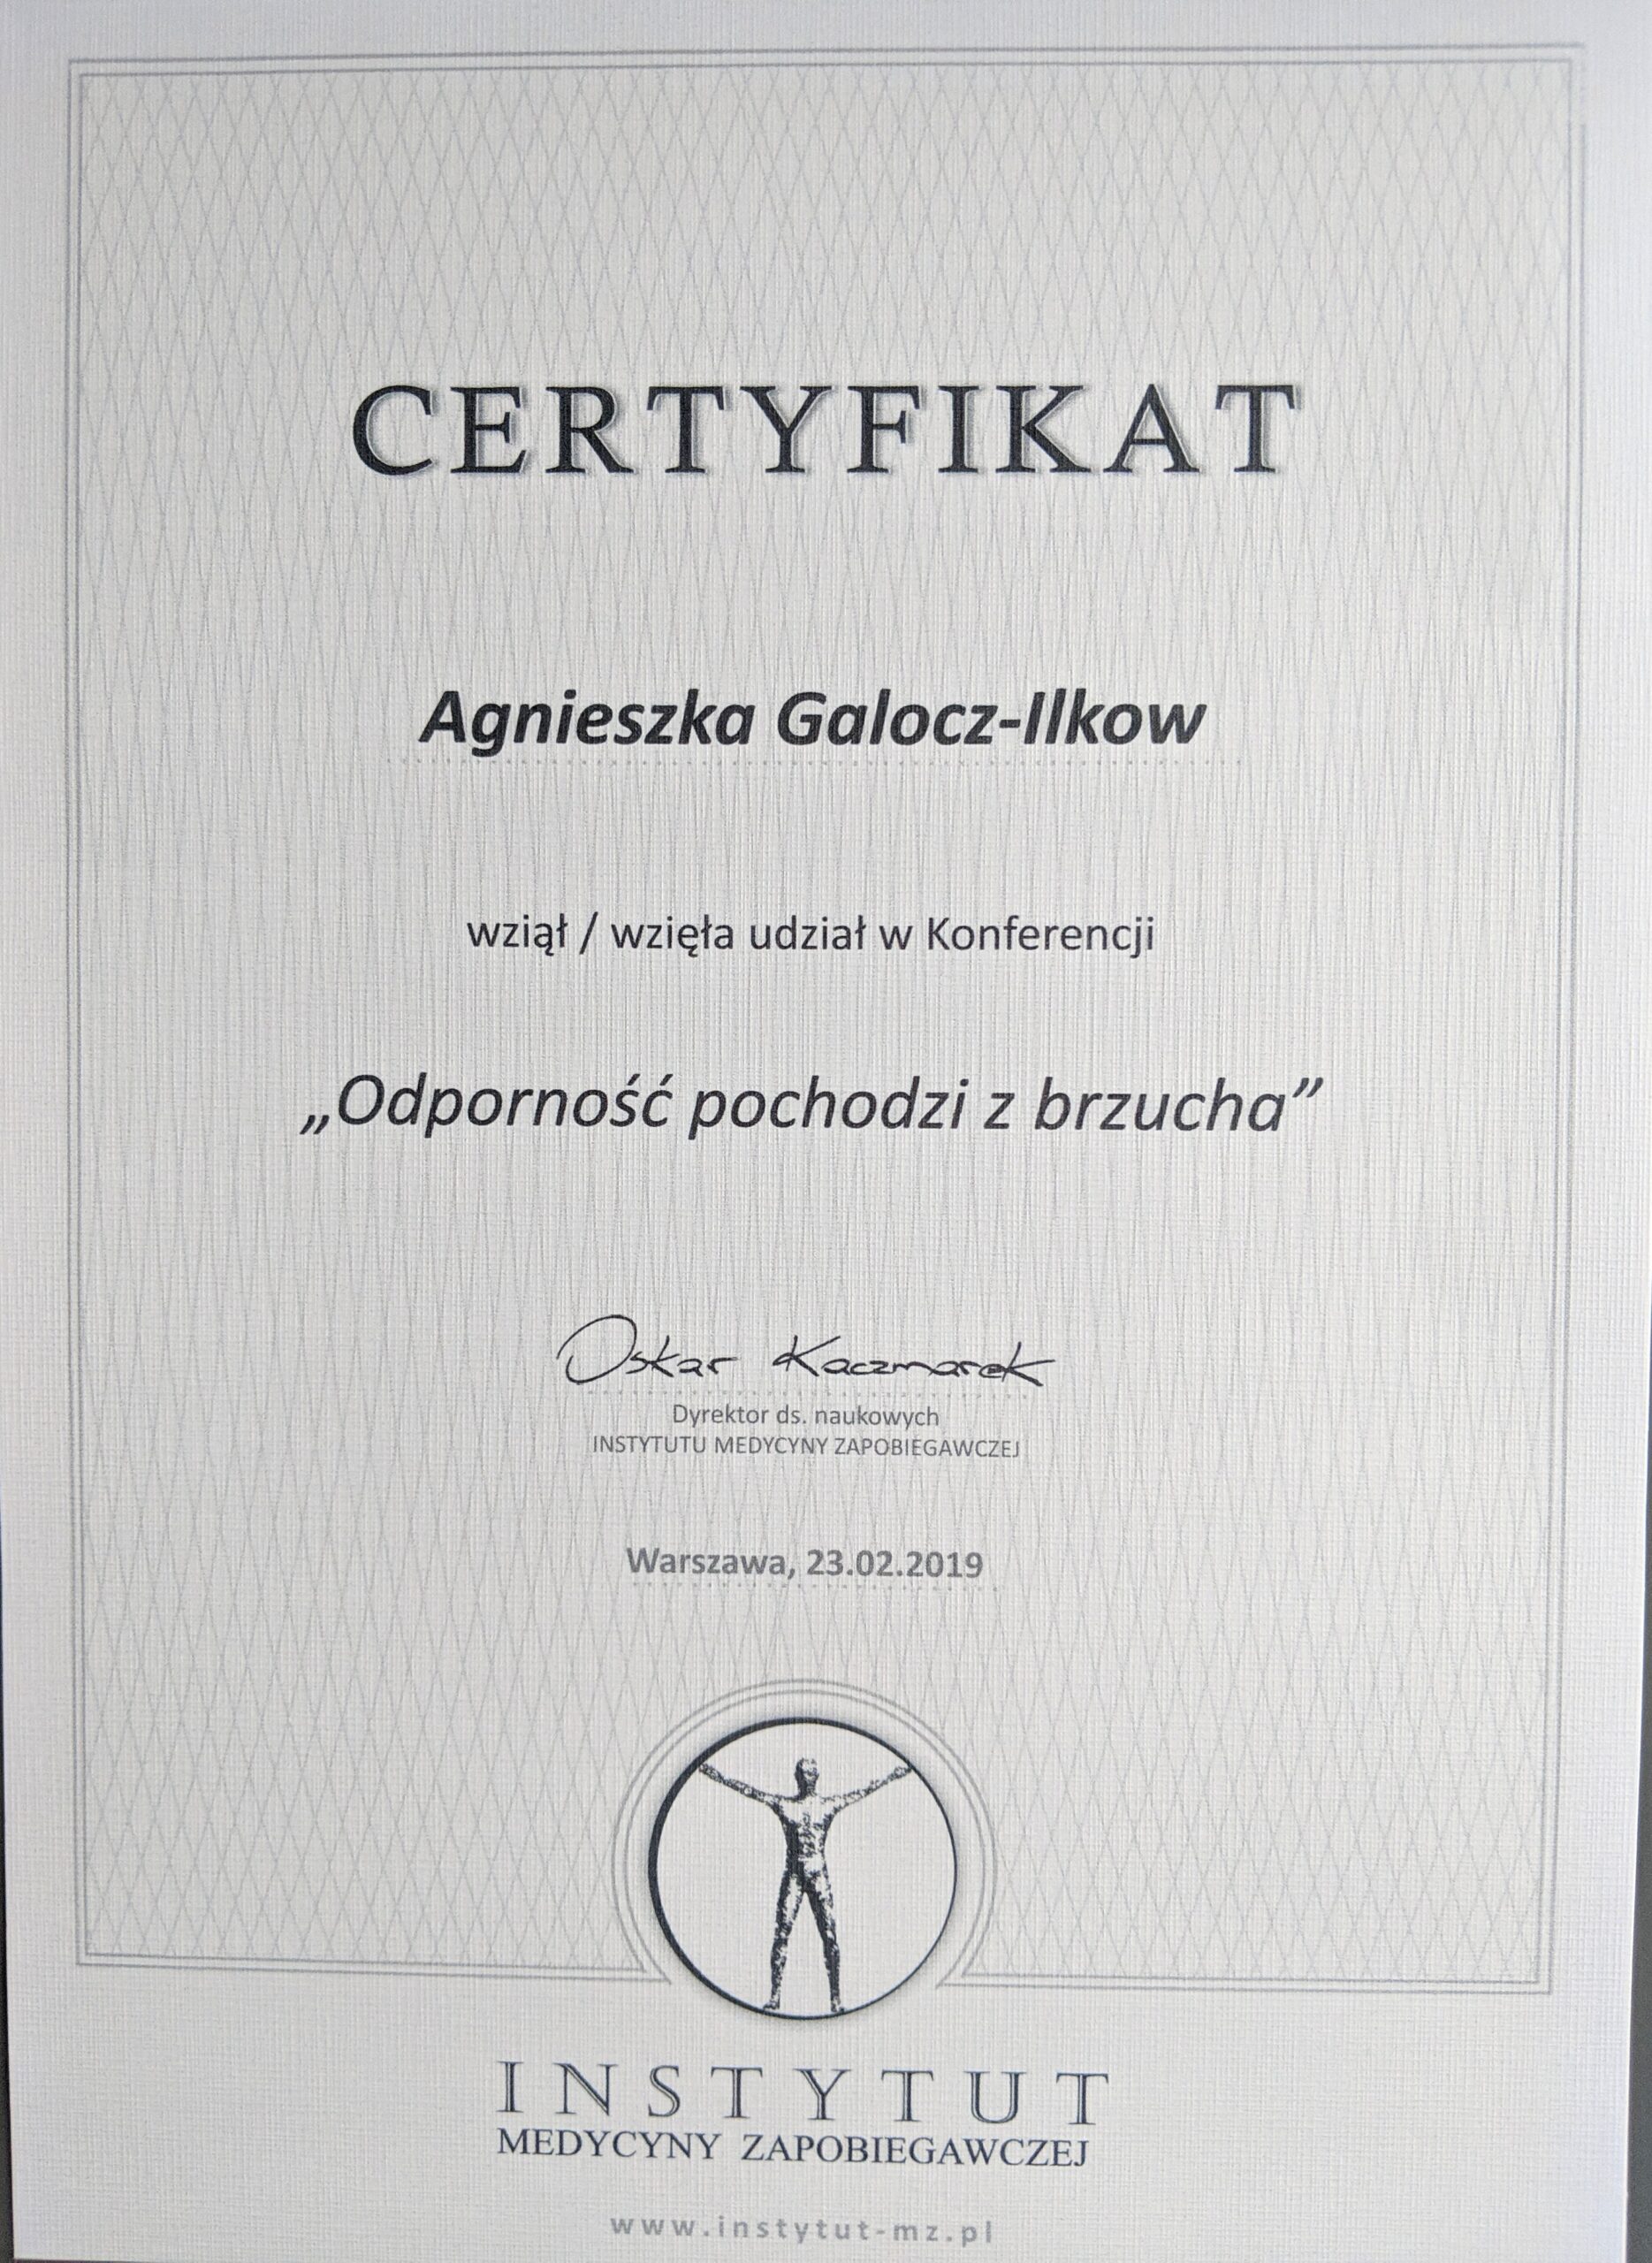 CERTYFIKAT
Agnieszka Galocz-Ilkow
wziął / wzięła udział w Konferencji
„Odporność pochodzi z brzucha”
Oskar Kaczmarek
Dyrektor ds. naukowych
INSTYTUTU MEDYCYNY ZAPOBIEGAWCZEJ
Warszawa, 23.02.2019
INSTYTUT
MEDYCYNY ZAPOBIEGAWCZEJ
www.instytut-mz.pl